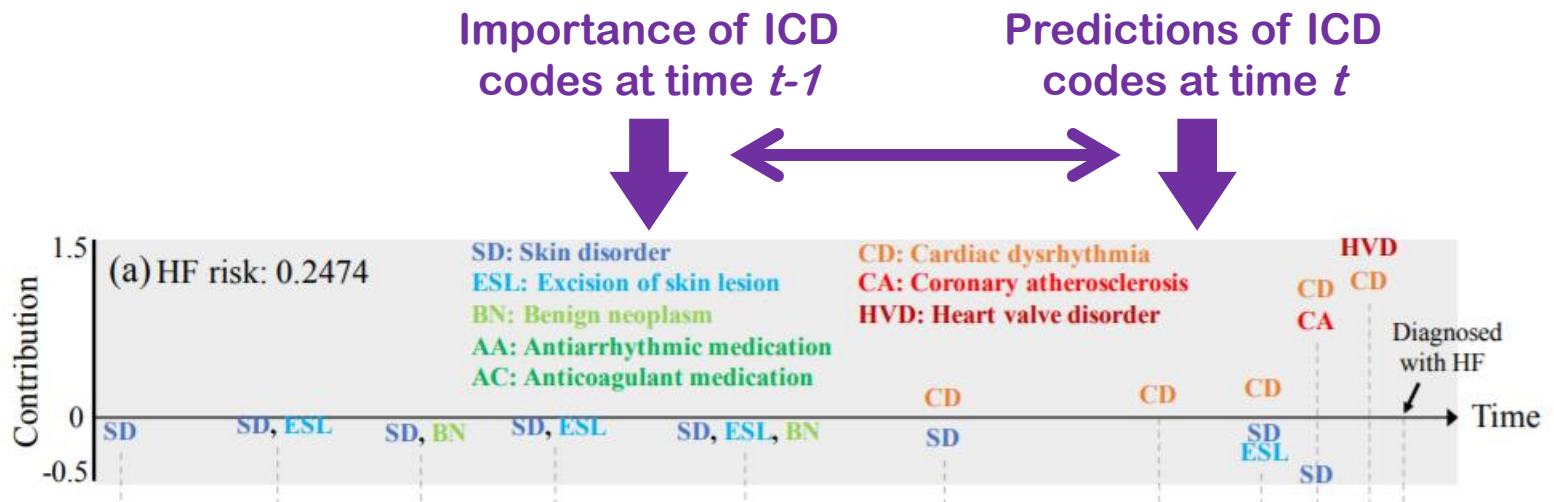 Importance of ICD
codes at time t-1
Predictions of ICD
codes at time t
1.5
(a) HF risk: 0.2474
SD: Skin disorder
ESL: Excision of skin lesion
BN: Benign neoplasm
AA: Antiarrhythmic medication
AC: Anticoagulant medication
CD: Cardiac dysrhythmia
CA: Coronary atherosclerosis
HVD: Heart valve disorder
HVD
CD
CD
CA
Diagnosed
with HF
Contribution
CD
CD
CD
0
Time
SD
SD, ESL
SD, BN
SD, ESL
SD, ESL, BN
SD
SD
ESL
SD
-0.5